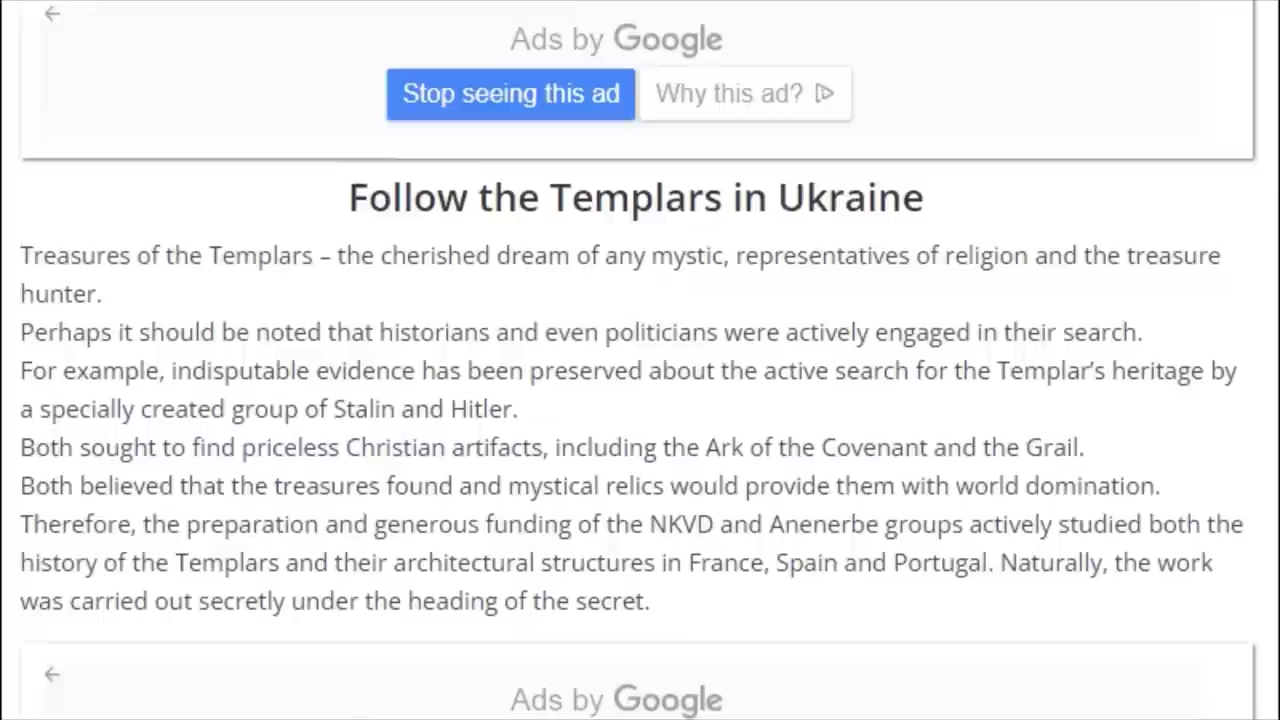 Ads by Google
Stop seeing this ad
Why this ad?
Follow the Templars in Ukraine
Treasures of the Templars – the cherished dream of any mystic, representatives of religion and the treasure
hunter.
Perhaps it should be noted that historians and even politicians were actively engaged in their search.
For example, indisputable evidence has been preserved about the active search for the Templar’s heritage by
a specially created group of Stalin and Hitler.
Both sought to find priceless Christian artifacts, including the Ark of the Covenant and the Grail.
Both believed that the treasures found and mystical relics would provide them with world domination.
Therefore, the preparation and generous funding of the NKVD and Anenerbe groups actively studied both the
history of the Templars and their architectural structures in France, Spain and Portugal. Naturally, the work
was carried out secretly under the heading of the secret.
Ads by Google